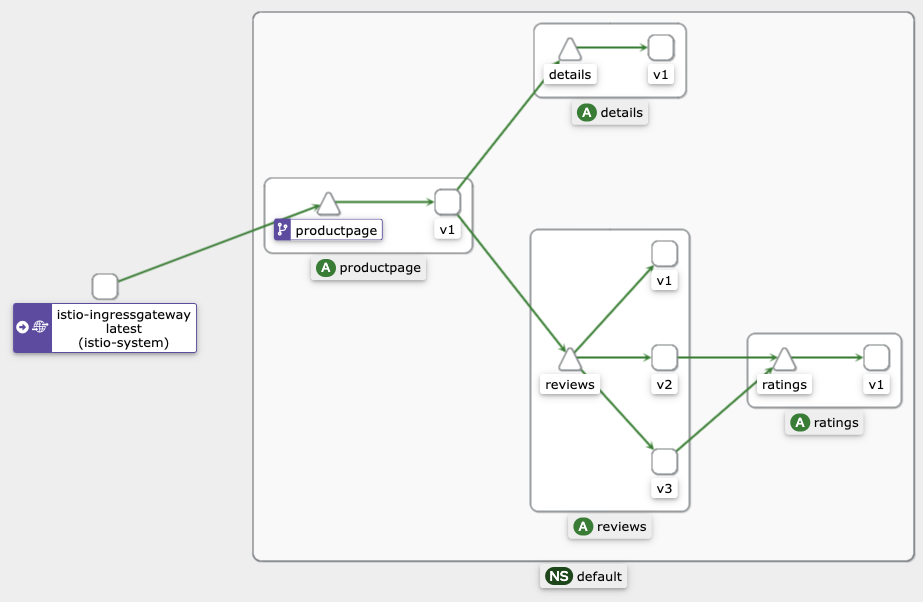 details
v1
A details
productpage
v1
A productpage
istio-ingressgateway
latest
(istio-system)
v1
reviews
v2
v3
A reviews
ratings
v1
A ratings
NS default